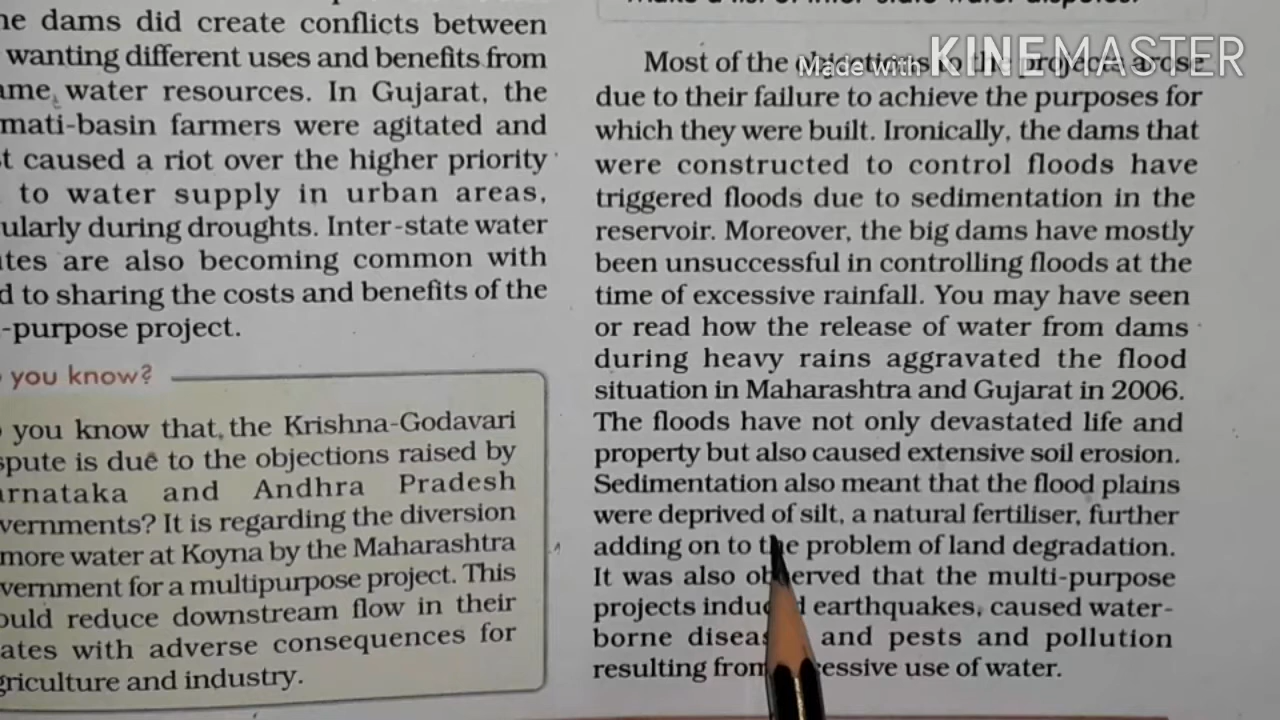 he dams did create conflicts between
wanting different uses and benefits from
ame water resources. In Gujarat, the
mati-basin farmers were agitated and
t caused a riot over the higher priority
to water supply in urban areas,
ularly during droughts. Inter-state water
utes are also becoming common with
d to sharing the costs and benefits of the
-purpose project.
you know?
you know that, the Krishna-Godavari
spute is due to the objections raised by
arnataka and Andhra Pradesh
vernments? It is regarding the diversion
more water at Koyna by the Maharashtra
vernment for a multipurpose project. This
ould reduce downstream flow in their
ates with adverse consequences for
griculture and industry.
Most of the to the projects arose
Made with KINEMASTER
due to their failure to achieve the purposes for
which they were built. Ironically, the dams that
were constructed to control floods have
triggered floods due to sedimentation in the
reservoir. Moreover, the big dams have mostly
been unsuccessful in controlling floods at the
time of excessive rainfall. You may have seen
or read how the release of water from dams
during heavy rains aggravated the flood
situation in Maharashtra and Gujarat in 2006.
The floods have not only devastated life and
property but also caused extensive soil erosion.
Sedimentation also meant that the flood plains
were deprived of silt, a natural fertiliser, further
adding on to the problem of land degradation.
It was also observed that the multi-purpose
projects induced earthquakes, caused water-
borne diseases and pests and pollution
resulting from excessive use of water.